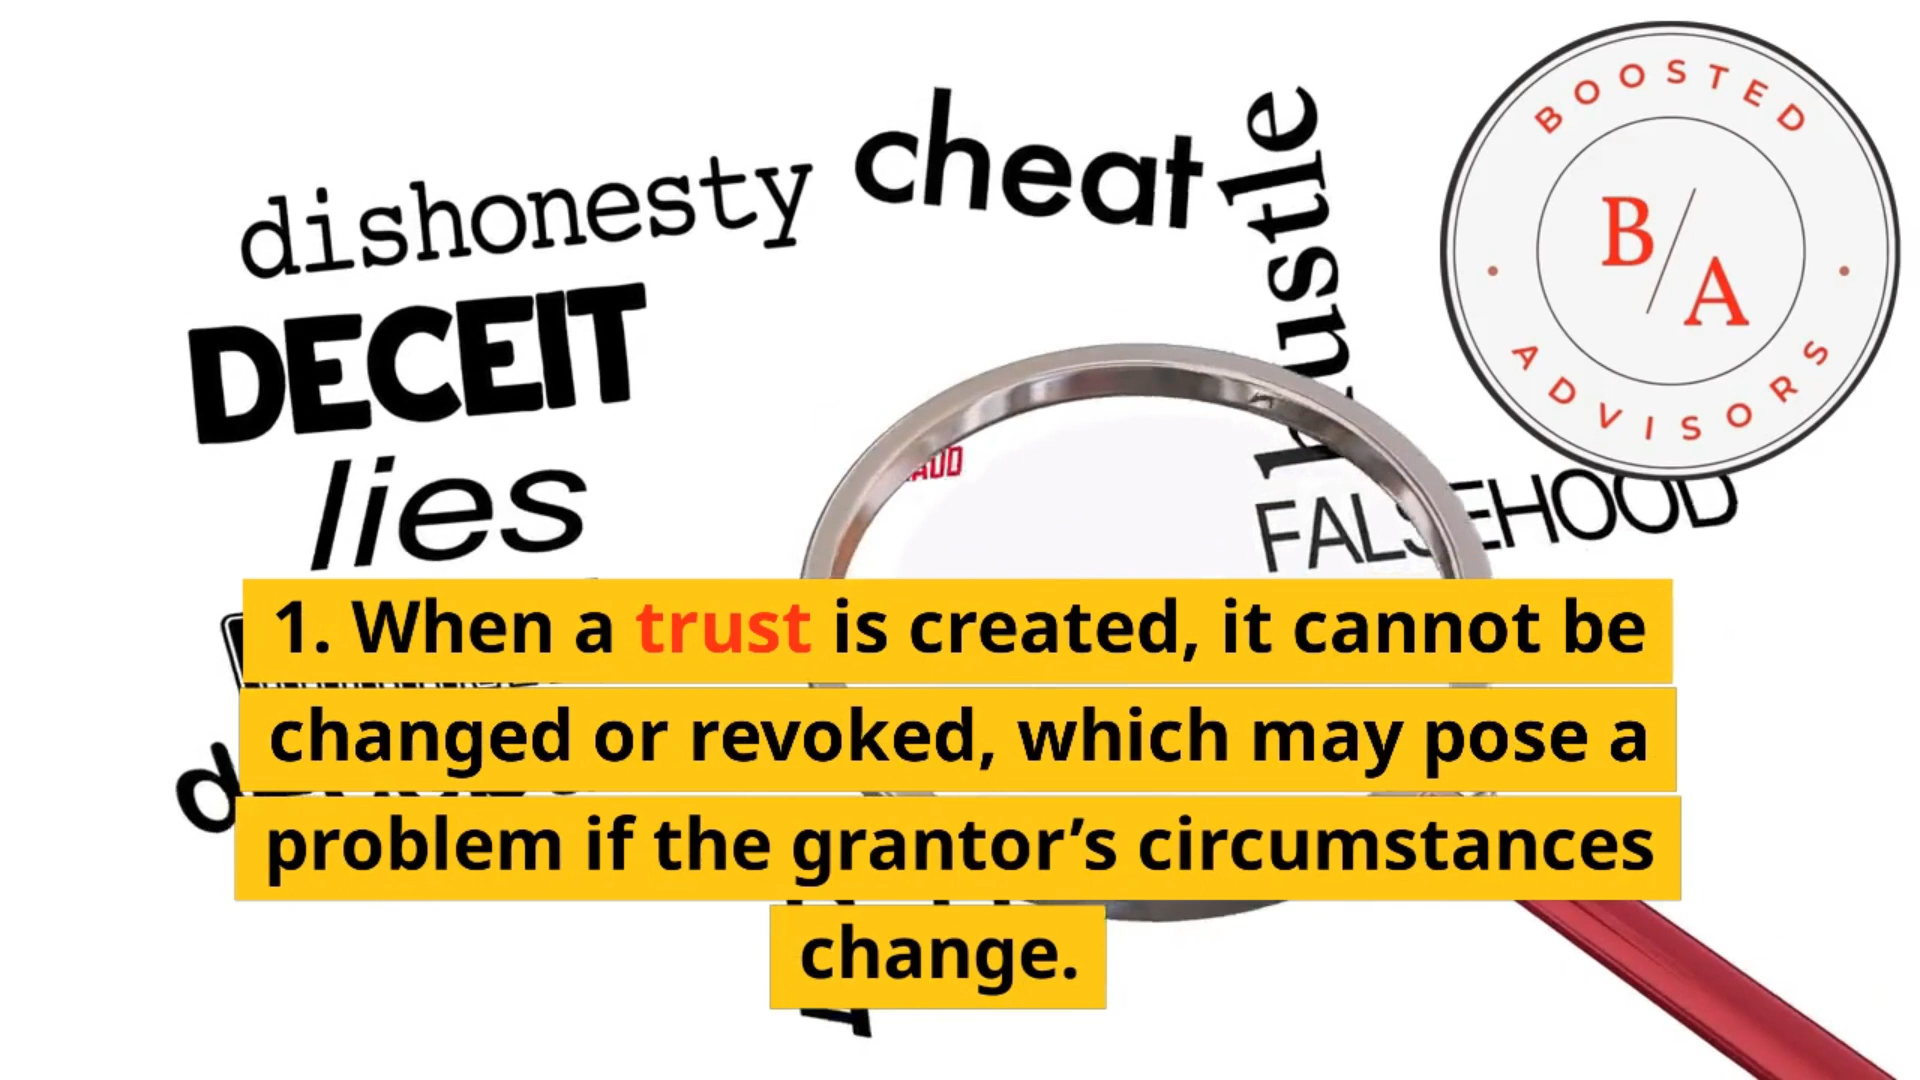 dishonesty
cheat
hustle
DECEIT
lies
FALSEHOOD
BOOSTED
B/A
ADVISORS
1. When a trust is created, it cannot be
changed or revoked, which may pose a
problem if the grantor’s circumstances
change.